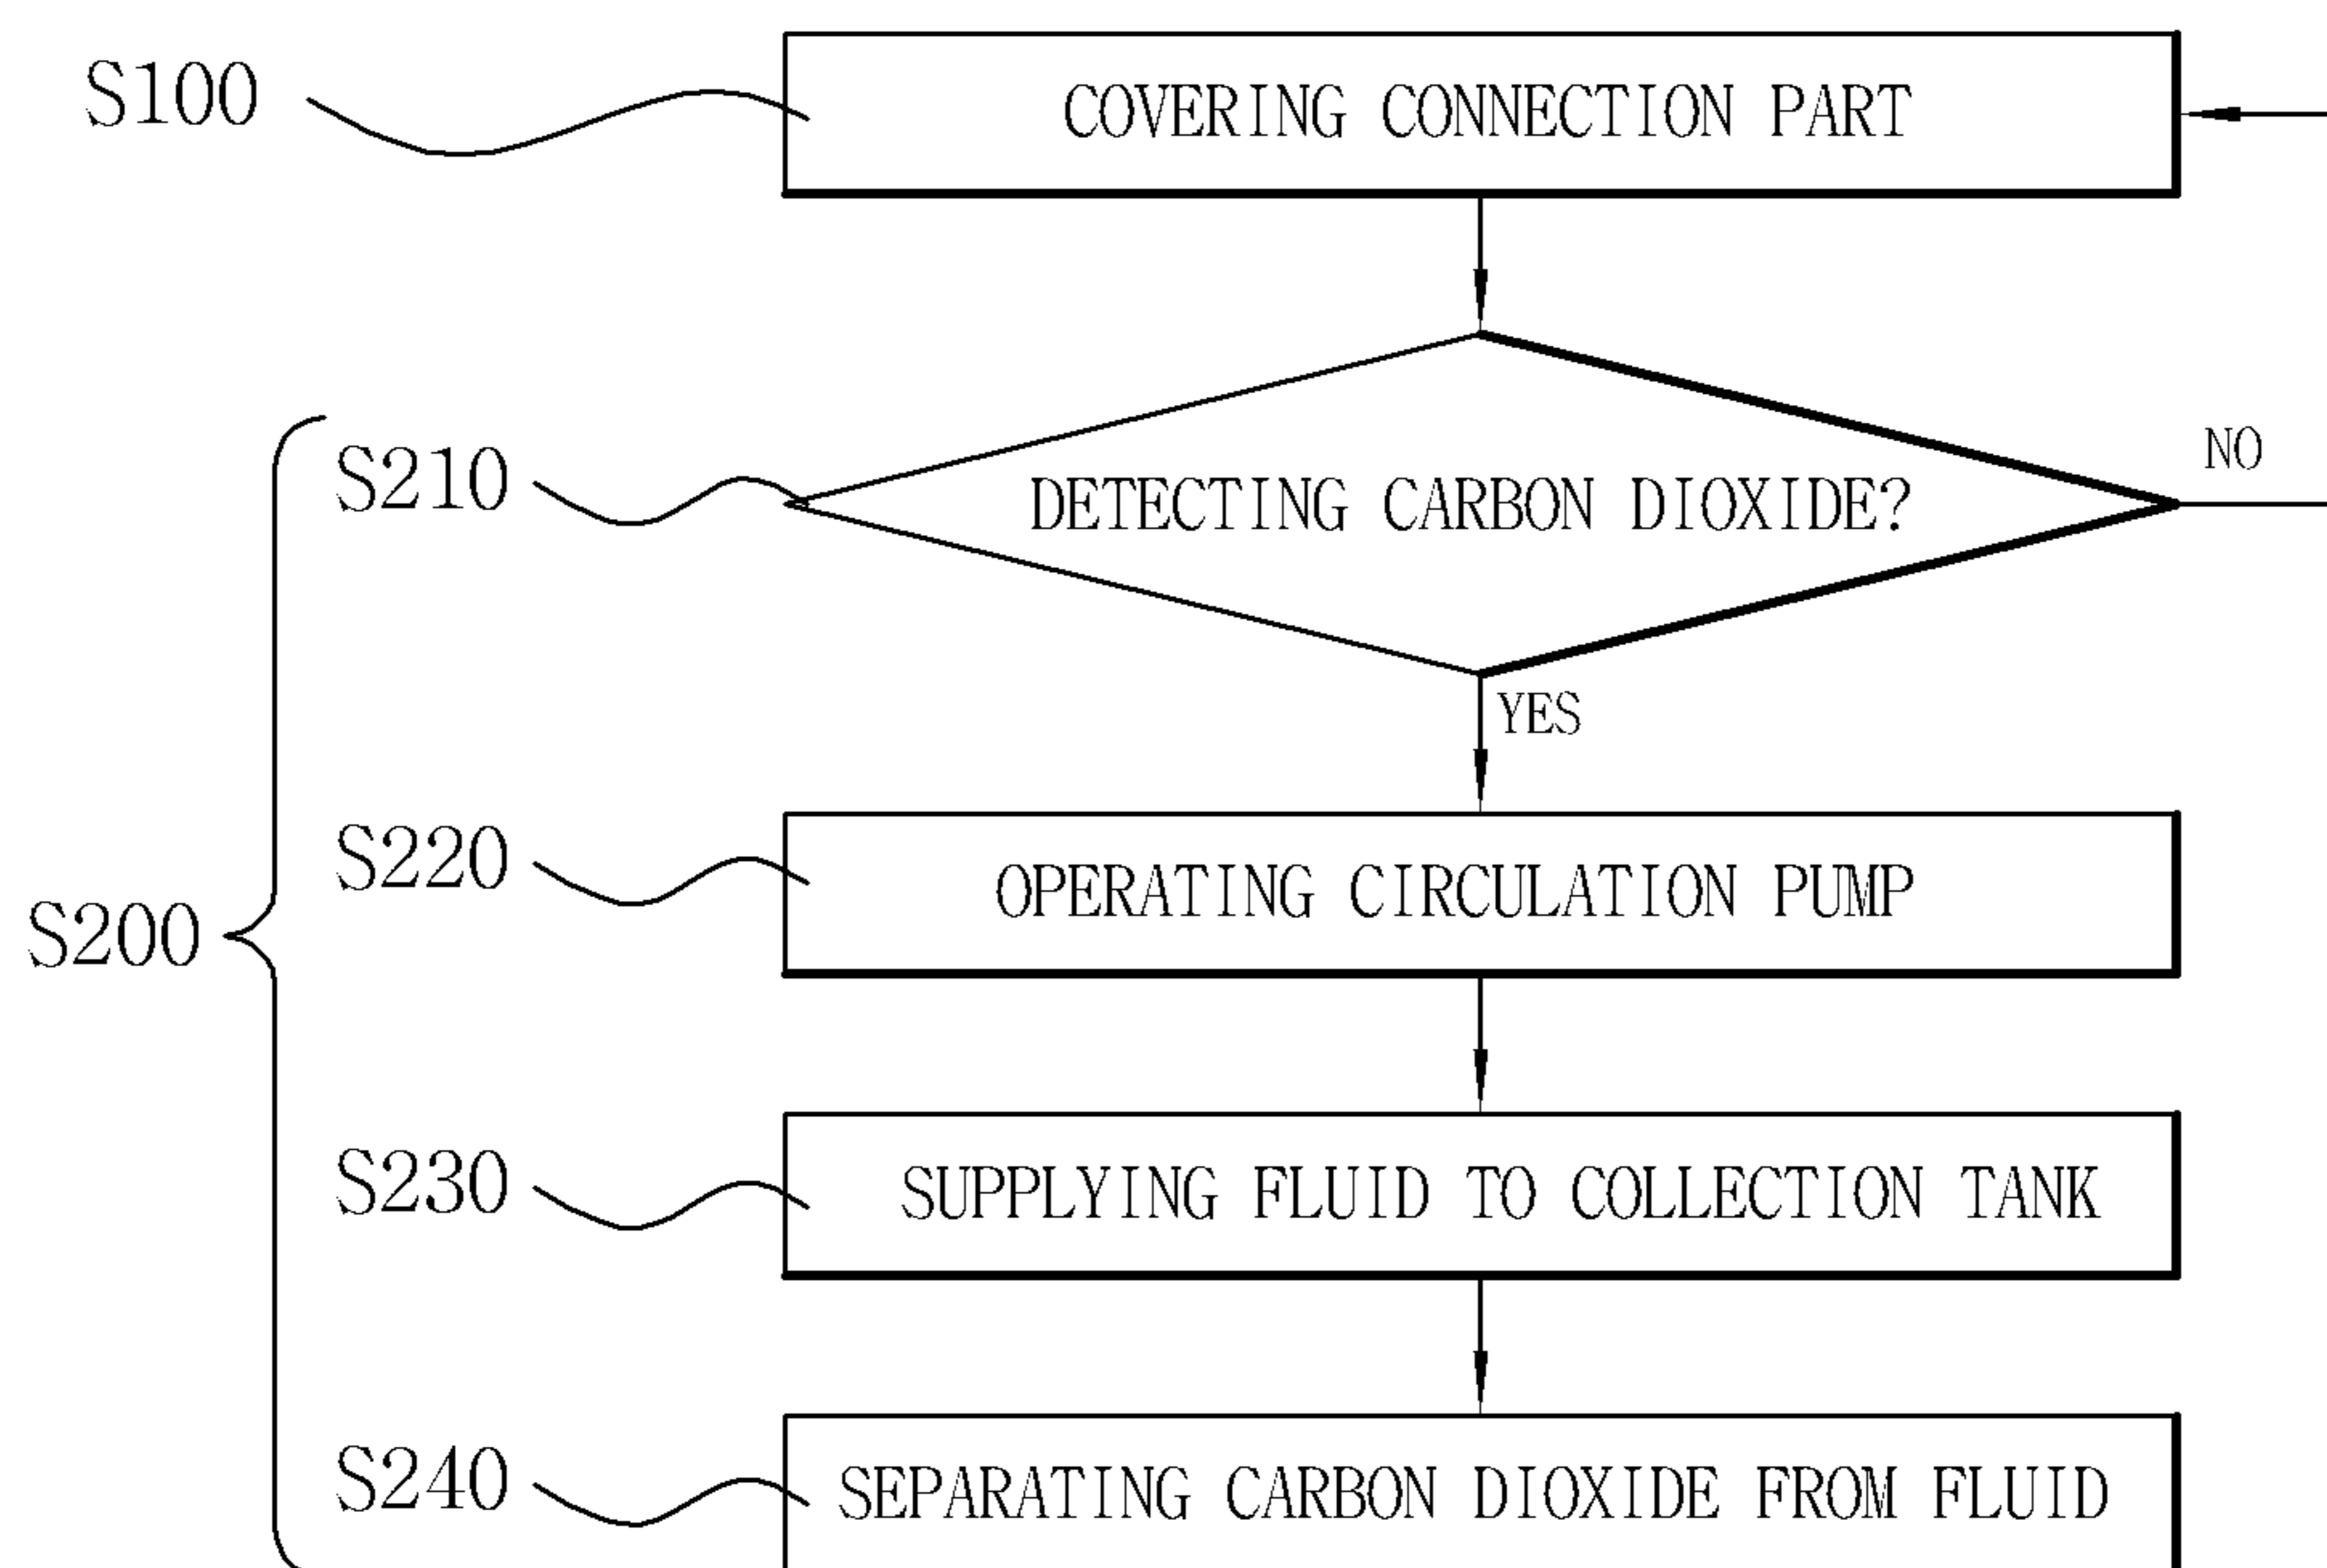 S100 COVERING CONNECTION PART
S210 DETECTING CARBON DIOXIDE? NO
YES
S220 OPERATING CIRCULATION PUMP
S200
S230 SUPPLYING FLUID TO COLLECTION TANK
S240 SEPARATING CARBON DIOXIDE FROM FLUID